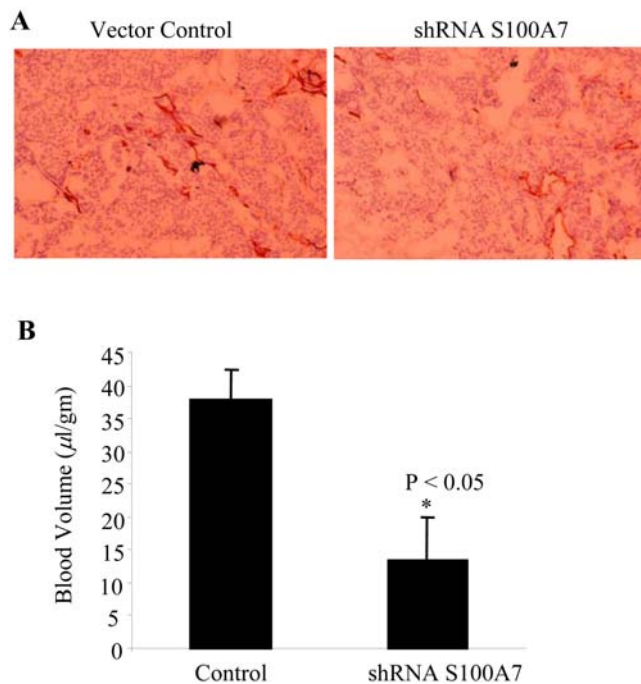 A
Vector Control
shRNA S100A7
B
Blood Volume (µl/gm)
45
40
35
30
25
20
15
10
5
0
P < 0.05
*
Control
shRNA S100A7